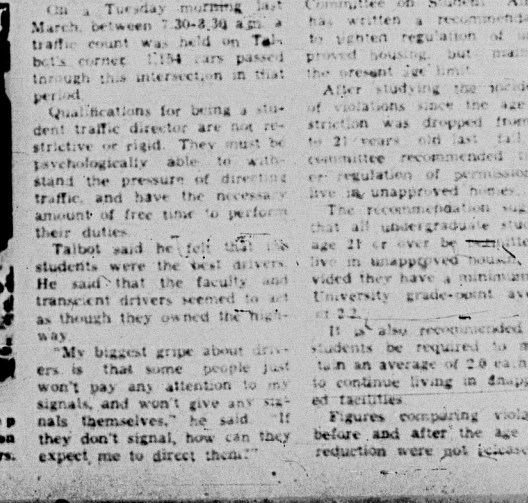 On a Tuesday morning last
March, between 7:30-8:30 a.m. a
traffic count was held on Tal-
bot's corner. 1,154 cars passed
through this intersection in that
period.
Qualifications for being a stu-
dent traffic director are not re-
strictive or rigid. They must be
psychologically able to with-
stand the pressure of directing
traffic, and have the necessary
amount of free time to perform
their duties.
Talbot said he felt that the
students were the best drivers.
He said that the faculty and
transcient drivers seemed to act
as though they owned the high-
way.
"My biggest gripe about driv-
ers is that some people just
won't pay any attention to my
signals, and won't give any sig-
nals themselves," he said. "If
they don't signal, how can they
expect me to direct them?"
Committee on Student
has written a recommend
to tighten regulation of
proved housing, but
the present age limit.
After studying the
of violations since the age
striction was dropped from
to 21 years old last fall,
committee recommended
er regulation of permission
live in unapproved homes.
The recommendation
that all undergraduate
age 21 or over be
live in unapproved
vided they have a minimum
University grade-point
of 2.2.
It is also recommended
students be required to
tain an average of 2.0 each
to continue living in
ed facilities.
Figures comparing
before and after the age
reduction were not